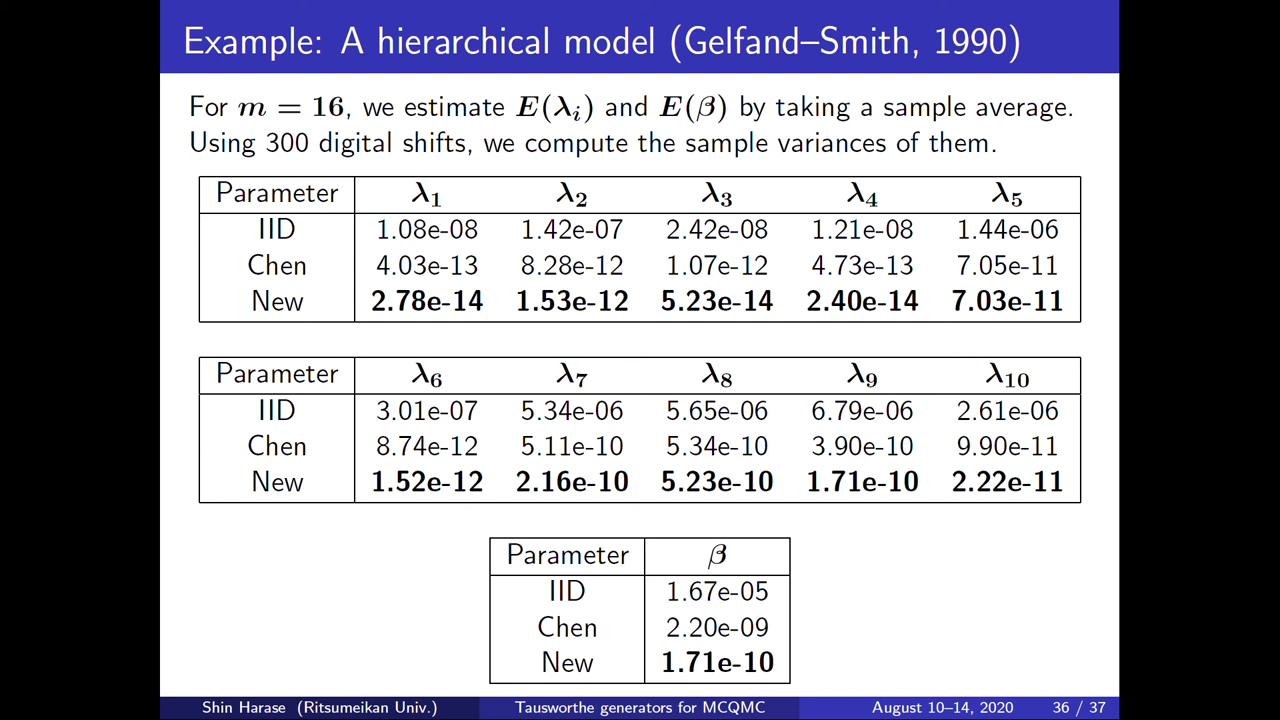 Example: A hierarchical model (Gelfand–Smith, 1990)
For m = 16, we estimate E(λi) and E(β) by taking a sample average.
Using 300 digital shifts, we compute the sample variances of them.
Parameter λ1 λ2 λ3 λ4 λ5
IID 1.08e-08 1.42e-07 2.42e-08 1.21e-08 1.44e-06
Chen 4.03e-13 8.28e-12 1.07e-12 4.73e-13 7.05e-11
New 2.78e-14 1.53e-12 5.23e-14 2.40e-14 7.03e-11
Parameter λ6 λ7 λ8 λ9 λ10
IID 3.01e-07 5.34e-06 5.65e-06 6.79e-06 2.61e-06
Chen 8.74e-12 5.11e-10 5.34e-10 3.90e-10 9.90e-11
New 1.52e-12 2.16e-10 5.23e-10 1.71e-10 2.22e-11
Parameter β
IID 1.67e-05
Chen 2.20e-09
New 1.71e-10
Shin Harase (Ritsumeikan Univ.) Tausworthe generators for MCQMC August 10–14, 2020 36 / 37